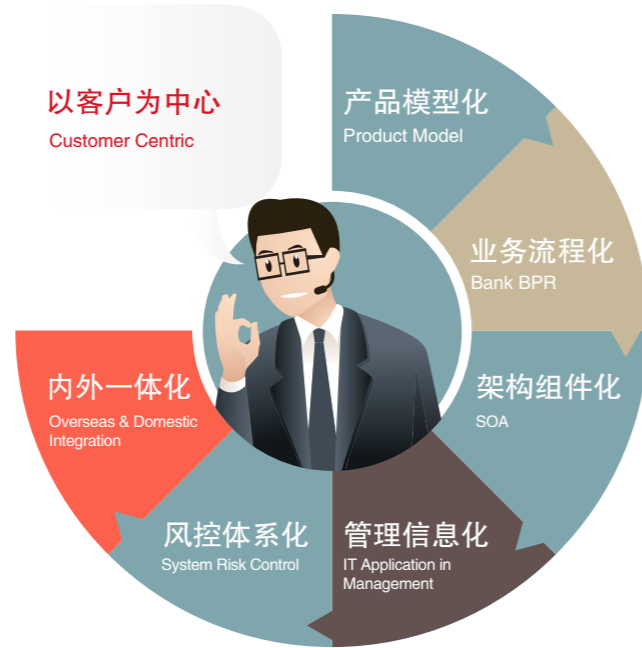 以客户为中心
Customer Centric
产品模型化
Product Model
业务流程化
Bank BPR
架构组件化
SOA
管理信息化
IT Application in
Management
风控体系化
System Risk Control
内外一体化
Overseas & Domestic
Integration